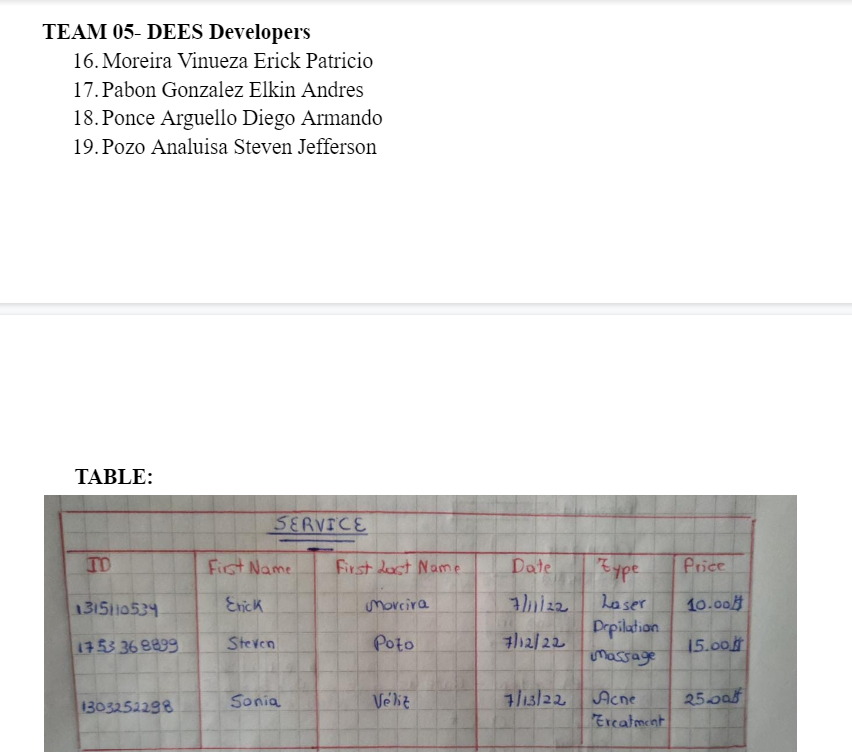 TEAM 05- DEES Developers
16. Moreira Vinueza Erick Patricio
17. Pabon Gonzalez Elkin Andres
18. Ponce Arguello Diego Armando
19. Pozo Analuisa Steven Jefferson
TABLE:
SERVICE
ID First Name First Last Name Date Type Price
1315110534 Erick Moreira 7/11/22 Laser 10.00$
Depilation
1753368899 Steven Pozo 7/12/22 Massage 15.00$
1303252298 Sonia Véliz 7/13/22 Acne 25.00$
Treatment